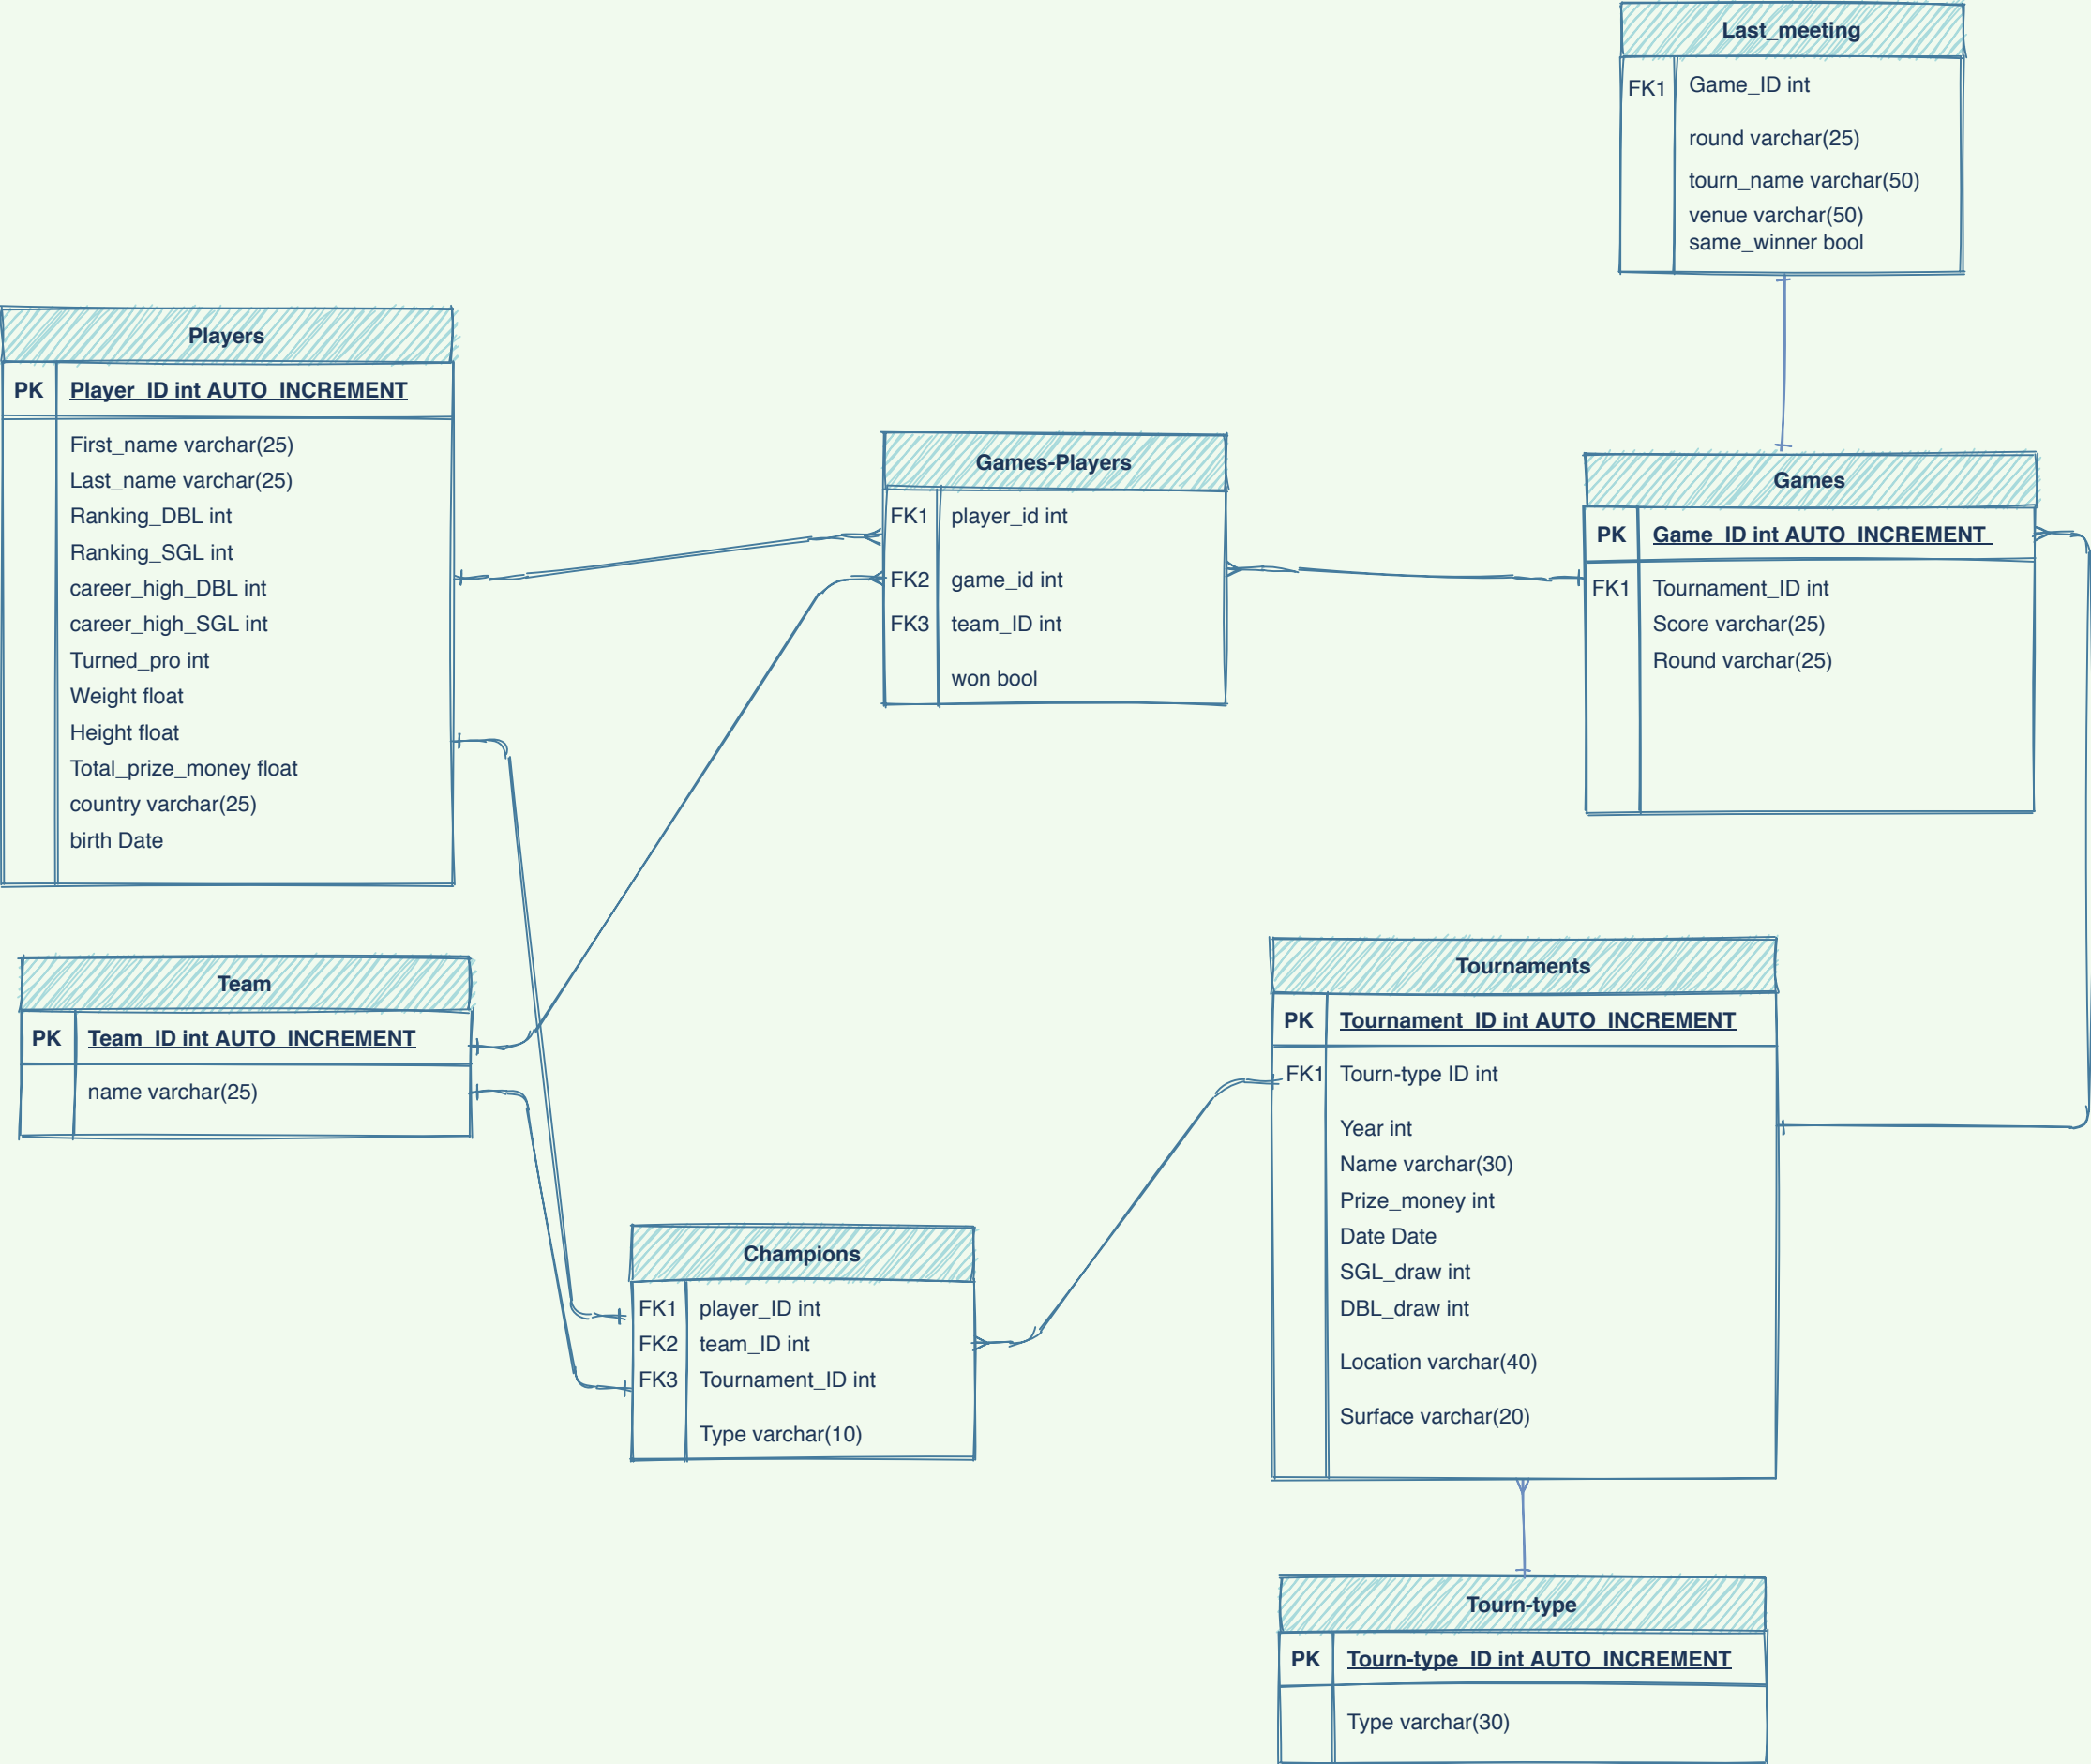 Last_meeting
FK1 Game_ID int
round varchar(25)
tourn_name varchar(50)
venue varchar(50)
same_winner bool
Players
PK Player_ID int AUTO_INCREMENT
First_name varchar(25)
Last_name varchar(25)
Ranking_DBL int
Ranking_SGL int
career_high_DBL int
career_high_SGL int
Turned_pro int
Weight float
Height float
Total_prize_money float
country varchar(25)
birth Date
Games-Players
FK1 player_id int
FK2 game_id int
FK3 team_ID int
won bool
Games
PK Game_ID int AUTO_INCREMENT
FK1 Tournament_ID int
Score varchar(25)
Round varchar(25)
Team
PK Team_ID int AUTO_INCREMENT
name varchar(25)
Tournaments
PK Tournament_ID int AUTO_INCREMENT
FK1 Tourn-type ID int
Year int
Name varchar(30)
Prize_money int
Date Date
SGL_draw int
DBL_draw int
Location varchar(40)
Surface varchar(20)
Champions
FK1 player_ID int
FK2 team_ID int
FK3 Tournament_ID int
Type varchar(10)
Tourn-type
PK Tourn-type_ID int AUTO_INCREMENT
Type varchar(30)